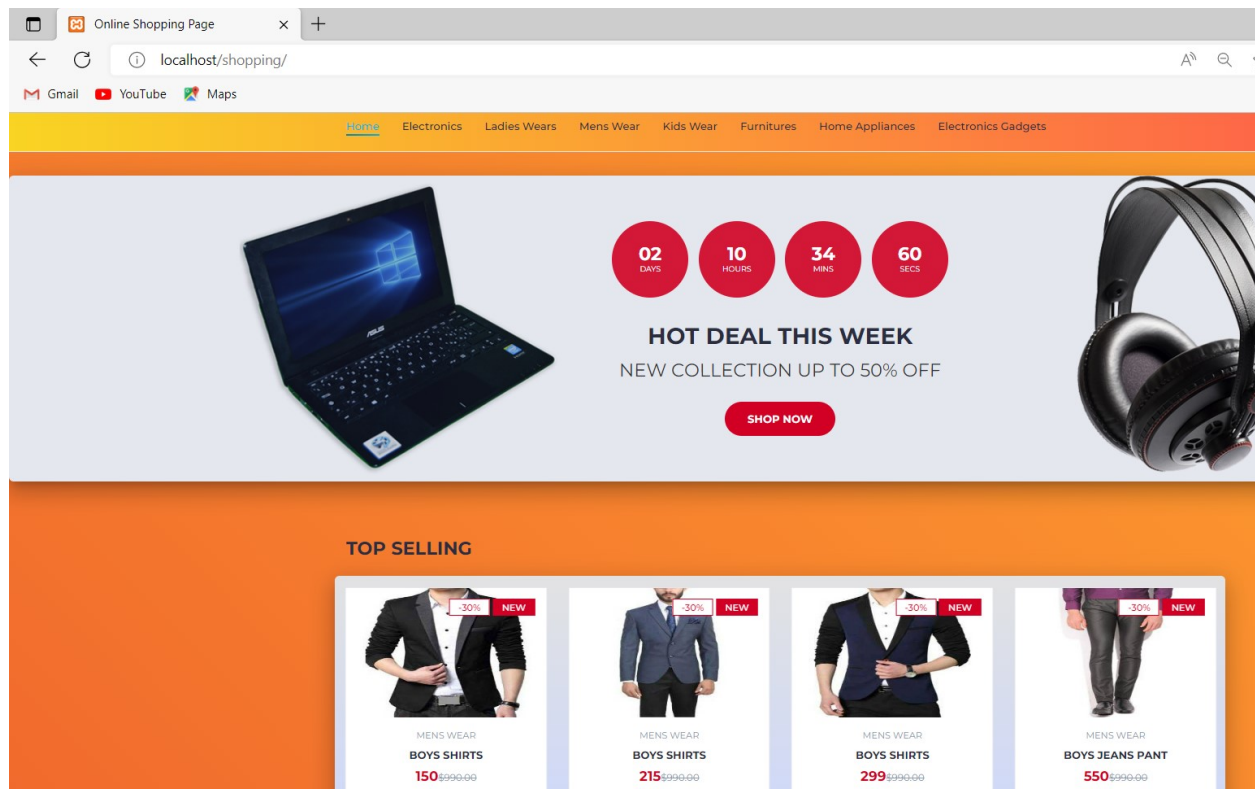 Online Shopping Page
localhost/shopping/
Gmail YouTube Maps
Home Electronics Ladies Wears Mens Wear Kids Wear Furnitures Home Appliances Electronics Gadgets
02 10 34 60
DAYS HOURS MINS SECS
ASUS
HOT DEAL THIS WEEK
NEW COLLECTION UP TO 50% OFF
SHOP NOW
TOP SELLING
-30% NEW -30% NEW -30% NEW -30% NEW
MENS WEAR MENS WEAR MENS WEAR MENS WEAR
BOYS SHIRTS BOYS SHIRTS BOYS SHIRTS BOYS JEANS PANT
150 $990.00 215 $990.00 299 $990.00 550 $990.00